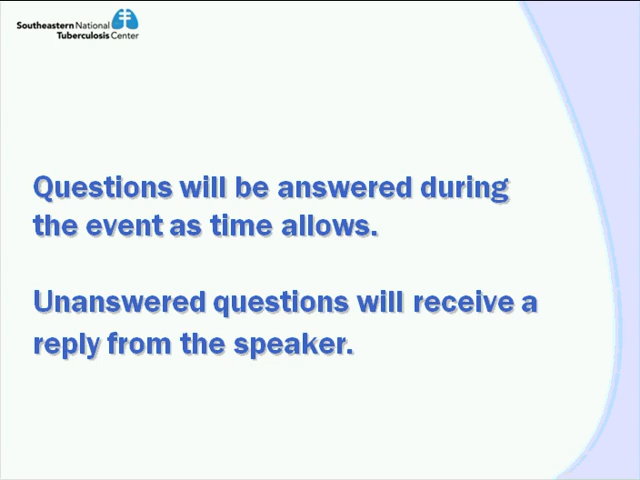 Southeastern National
Tuberculosis Center
Questions will be answered during
the event as time allows.
Unanswered questions will receive a
reply from the speaker.